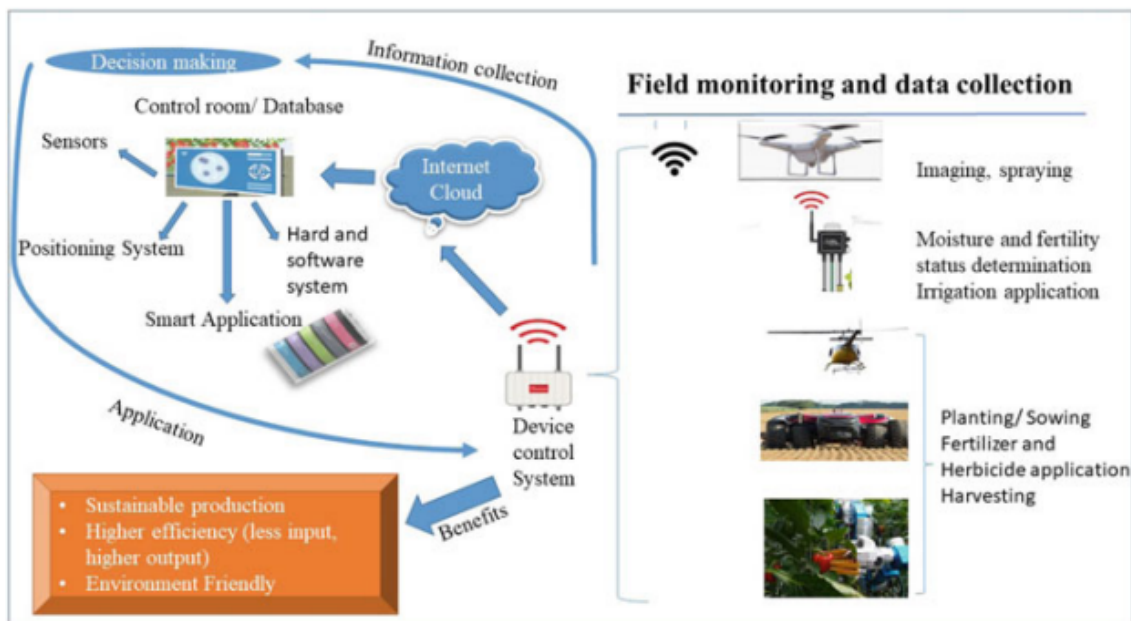 Decision making
Information collection
Control room/ Database
Sensors
Internet
Cloud
Positioning System
Hard and
software
system
Smart Application
Application
Device
control
System
Benefits
• Sustainable production
• Higher efficiency (less input,
higher output)
• Environment Friendly
Field monitoring and data collection
Imaging, spraying
Moisture and fertility
status determination
Irrigation application
Planting/ Sowing
Fertilizer and
Herbicide application
Harvesting